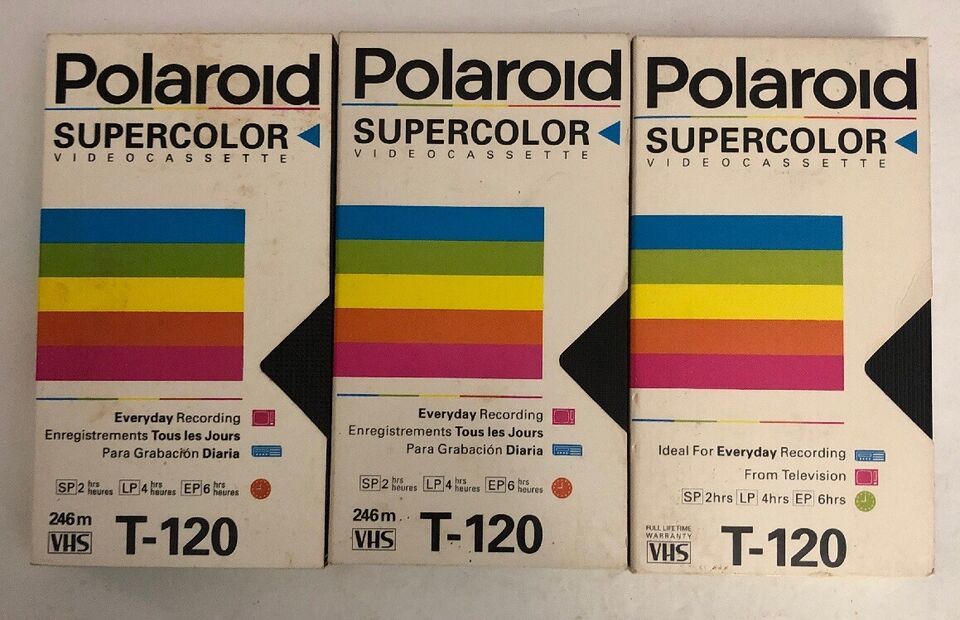 Polaroid
SUPERCOLOR
VIDEOCASSETTE
Everyday Recording
Enregistrements Tous les Jours
Para Grabación Diaria
SP 2 hrs heures LP 4 hrs heures EP 6 hrs heures
246 m
VHS T-120
Polaroid
SUPERCOLOR
VIDEOCASSETTE
Everyday Recording
Enregistrements Tous les Jours
Para Grabación Diaria
SP 2 hrs heures LP 4 hrs heures EP 6 hrs heures
246 m
VHS T-120
Polaroid
SUPERCOLOR
VIDEOCASSETTE
Ideal For Everyday Recording
From Television
SP 2hrs LP 4hrs EP 6hrs
FULL LIFETIME
WARRANTY
VHS T-120